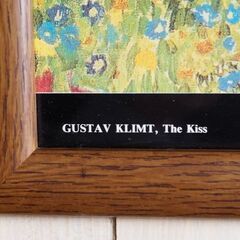 GUSTAV KLIMT, The Kiss